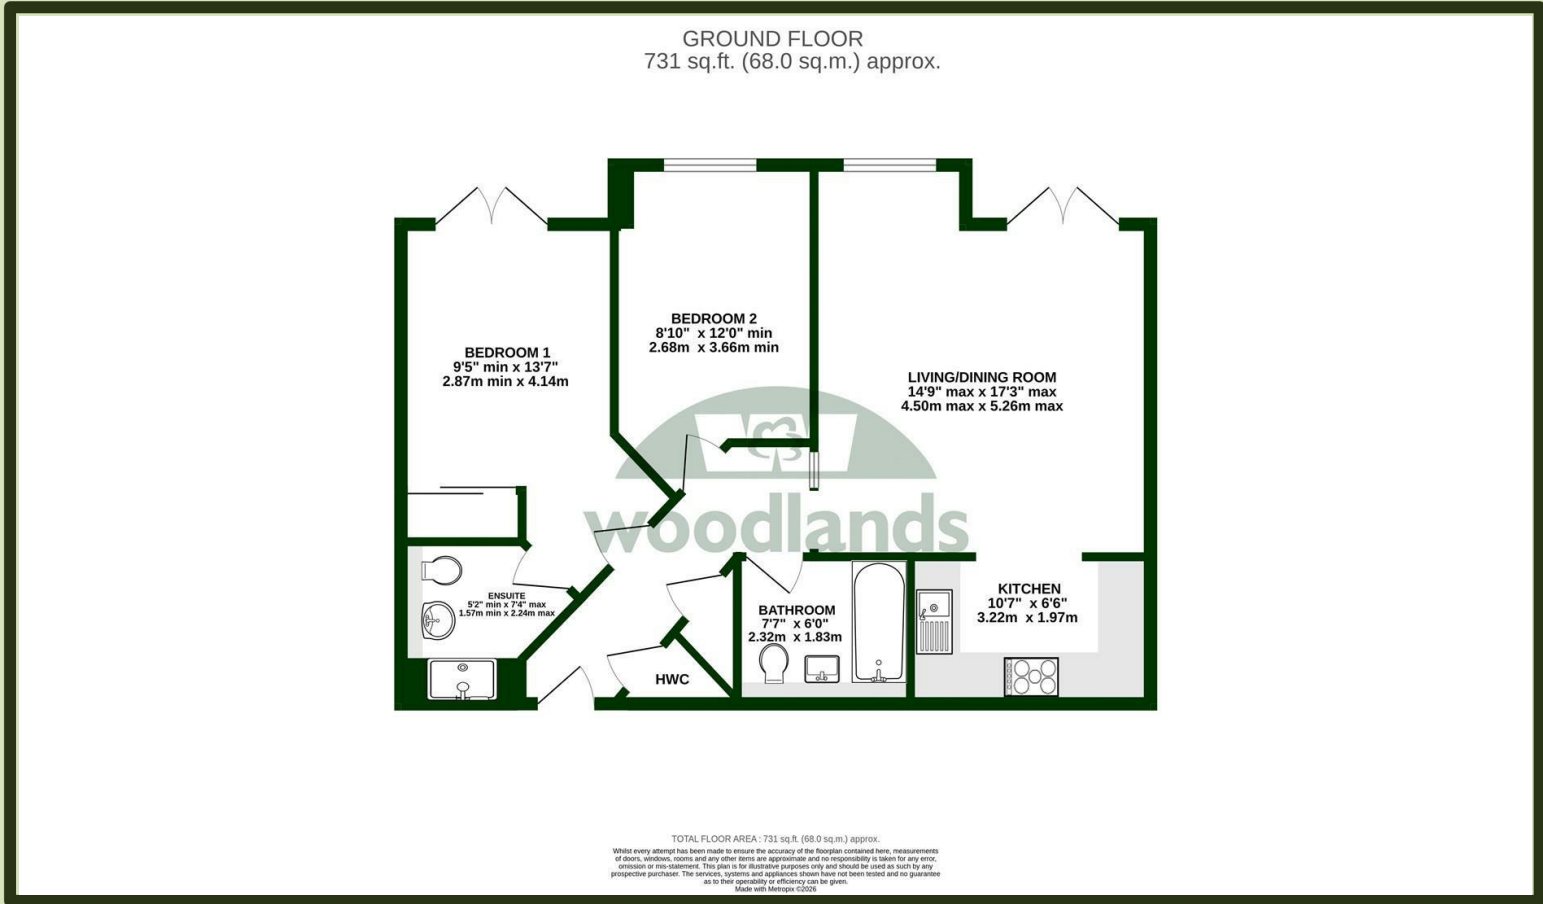 GROUND FLOOR
731 sq.ft. (68.0 sq.m.) approx.
BEDROOM 2
8'10" x 12'0" min
2.68m x 3.66m min
BEDROOM 1
9'5" min x 13'7"
2.87m min x 4.14m
LIVING/DINING ROOM
14'9" max x 17'3" max
4.50m max x 5.26m max
woodlands
ENSUITE
5'2" min x 7'4" max
1.57m min x 2.24m max
BATHROOM
7'7" x 6'0"
2.32m x 1.83m
KITCHEN
10'7" x 6'6"
3.22m x 1.97m
HWC
TOTAL FLOOR AREA : 731 sq.ft. (68.0 sq.m.) approx.
Whilst every attempt has been made to ensure the accuracy of the floorplan contained here, measurements
of doors, windows, rooms and any other items are approximate and no responsibility is taken for any error,
omission or mis-statement. This plan is for illustrative purposes only and should be used as such by any
prospective purchaser. The services, systems and appliances shown have not been tested and no guarantee
as to their operability or efficiency can be given.
Made with Metropix ©2026